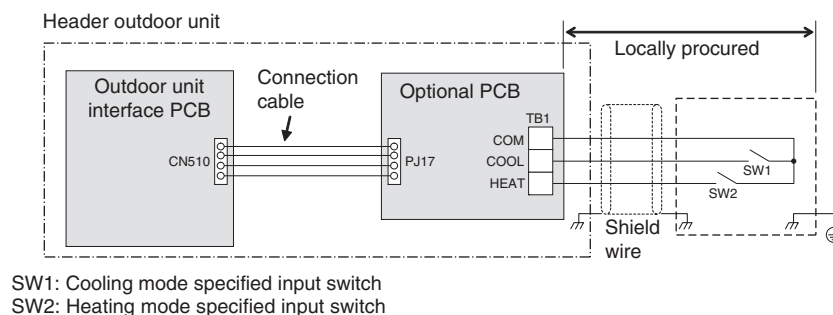 Header outdoor unit
Locally procured
Outdoor unit
interface PCB
Connection
cable
Optional PCB
TB1
COM
CN510
PJ17
COOL
HEAT
SW1
SW2
Shield
wire
SW1: Cooling mode specified input switch
SW2: Heating mode specified input switch